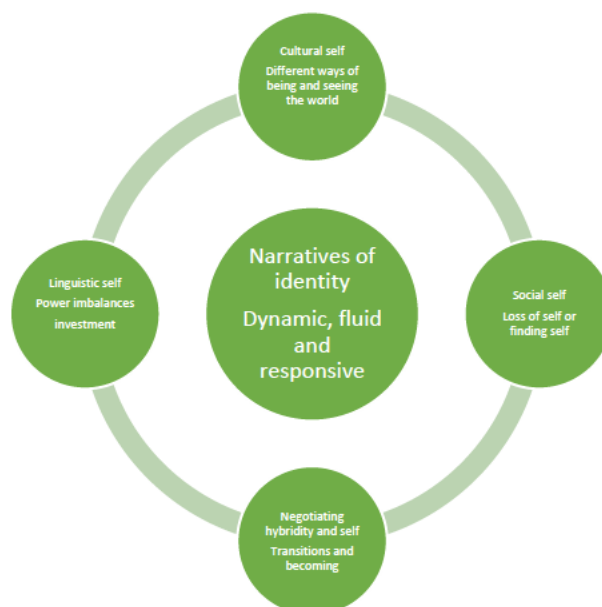 Cultural self
Different ways of
being and seeing
the world
Linguistic self
Power imbalances
investment
Narratives of
identity
Dynamic, fluid
and
responsive
Social self
Loss of self or
finding self
Negotiating
hybridity and self
Transitions and
becoming